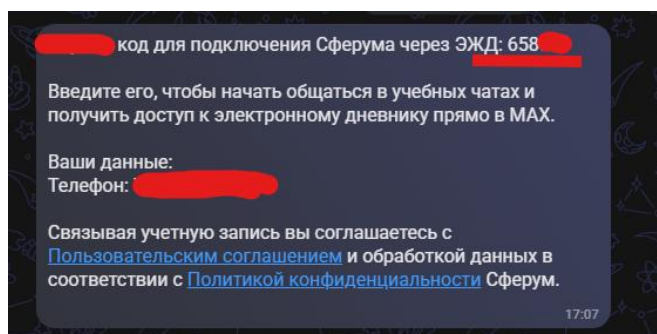 код для подключения Сферума через ЭЖД: 658
Введите его, чтобы начать общаться в учебных чатах и
получить доступ к электронному дневнику прямо в MAX.
Ваши данные:
Телефон:
Связывая учетную запись вы соглашаетесь с
Пользовательским соглашением и обработкой данных в
соответствии с Политикой конфиденциальности Сферум.
17:07